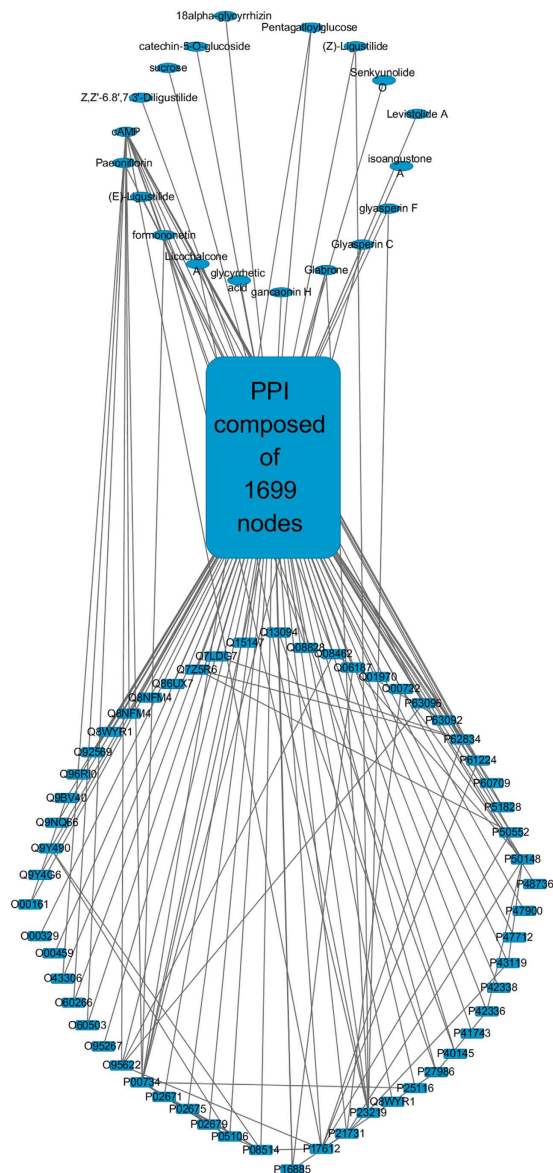 18alpha-glycyrrhizin
Pentagalloylglucose
catechin-5-O-glucoside
(Z)-Ligustilide
sucrose
Senkyunolide
O
Z,Z'-6.8',7.3'-Diligustilide
Levistolide A
cAMP
Paeoniflorin
isoangustone
A
(E)-Ligustilide
glyasperin F
formononetin
Glyasperin C
Licochalcone
A
glycyrrhetic
acid
Glabrone
gancaonin H
PPI
composed
of
1699
nodes
Q13094
Q15147
Q08828
Q7LDG7
Q08462
Q7Z5R6
Q06187
Q86UX7
Q01970
Q8NFM4
Q00722
Q8NFM4
P63096
Q8WYR1
P63092
Q92569
P62834
Q96RI0
P61224
Q9BV40
P60709
Q9NQ66
P51828
Q9Y490
P50552
Q9Y4G6
P50148
O00161
P48736
O00329
P47900
O00459
P47712
O43306
P43119
O60266
P42338
O60503
P42336
O95267
P41743
O95622
P40145
P00734
P27986
P02671
P25116
P02675
Q8WYR1
P02679
P23219
P05106
P21731
P08514
P17612
P16885